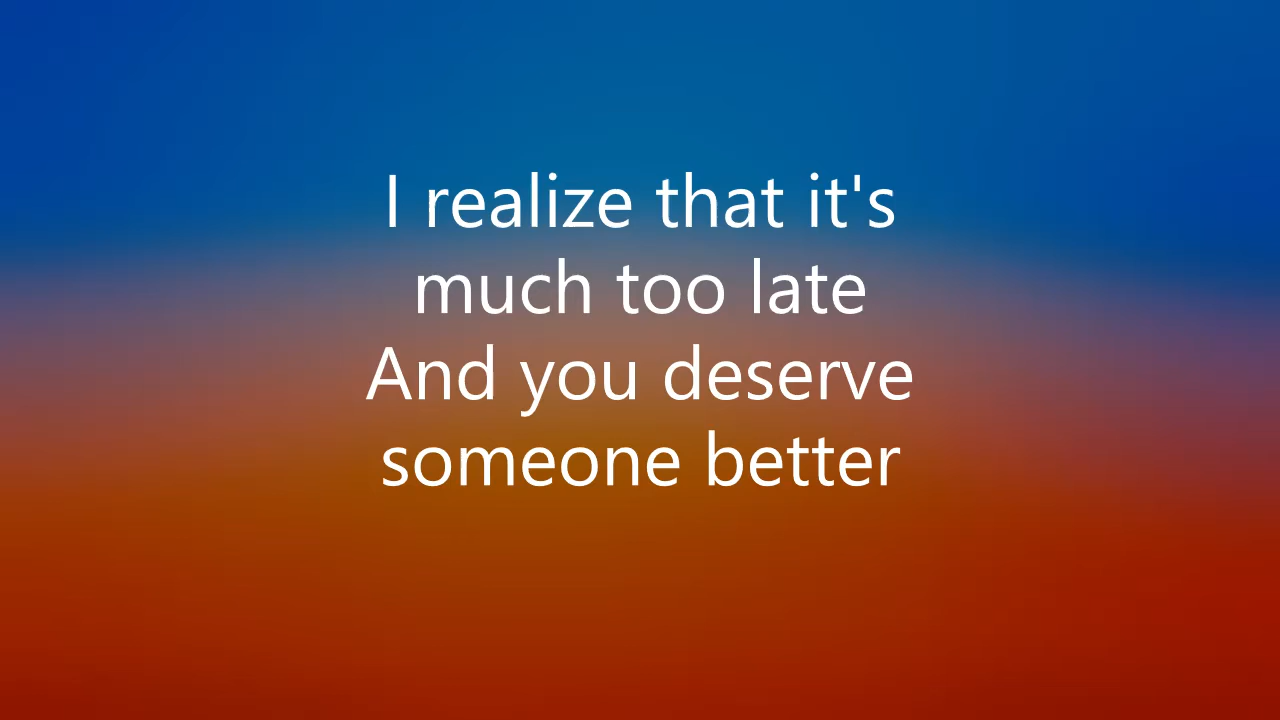 I realize that it's
much too late
And you deserve
someone better